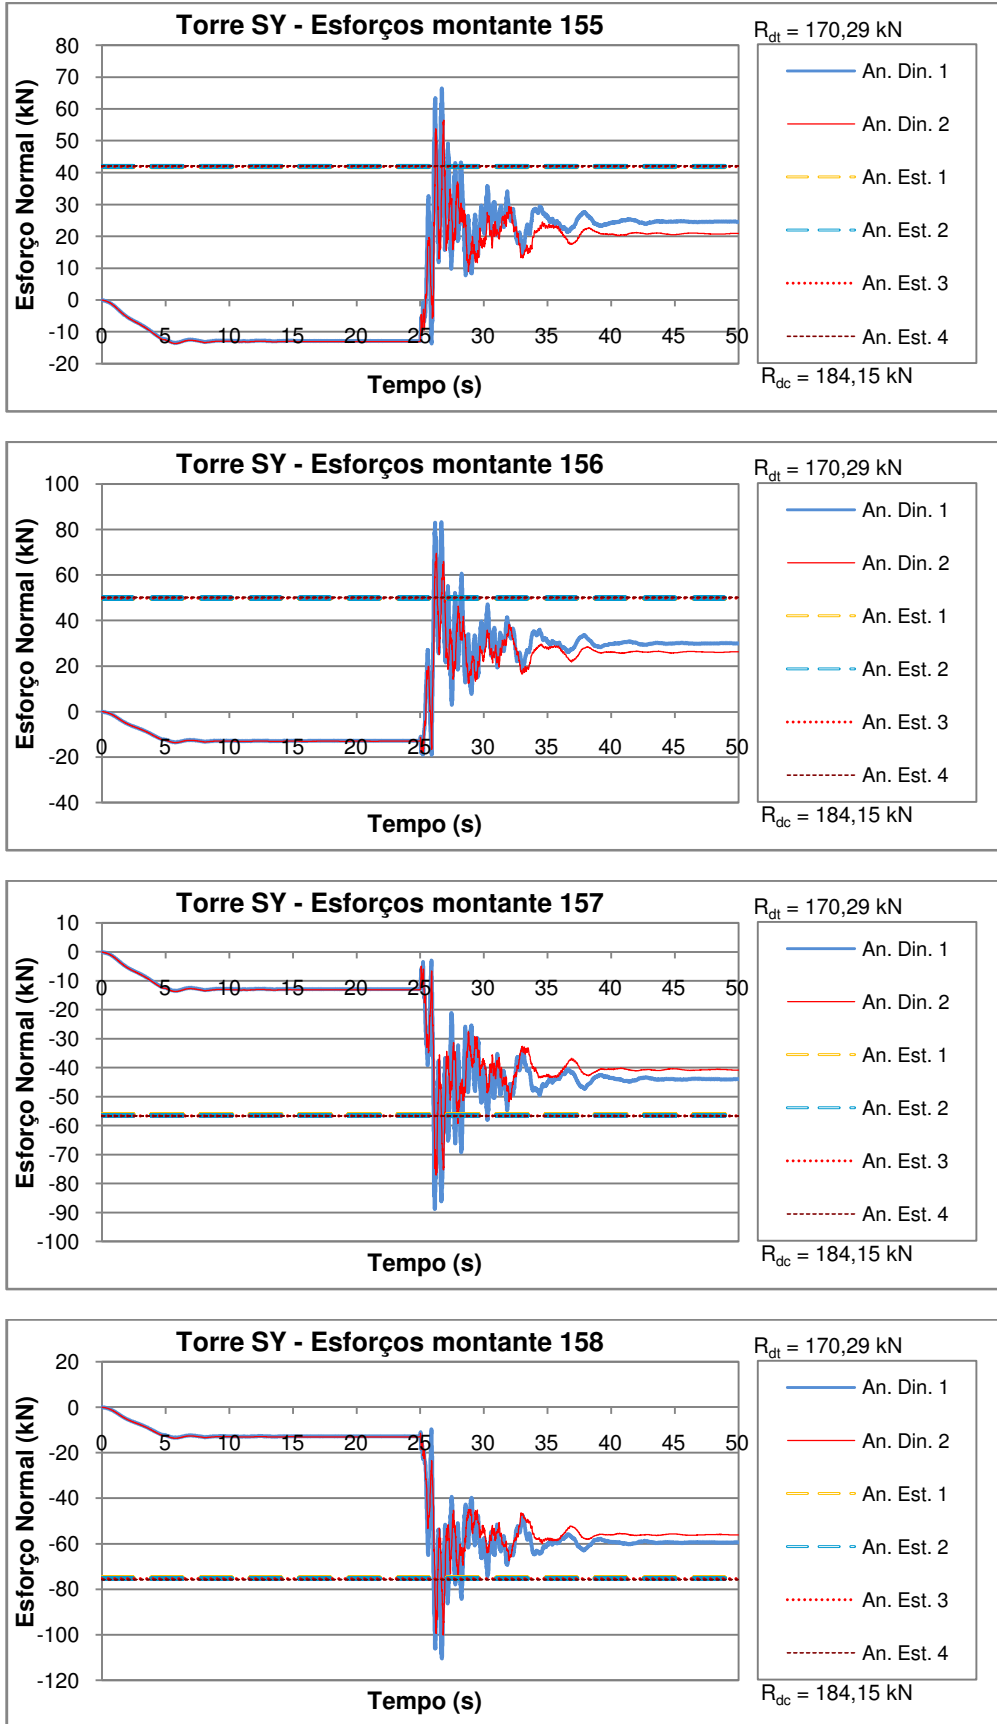 Torre SY - Esforços montante 155
R_dt = 170,29 kN
Esforço Normal (kN)
80
70
60
50
40
30
20
10
0
-10
-20
0 5 10 15 20 25 30 35 40 45 50
Tempo (s)
An. Din. 1
An. Din. 2
An. Est. 1
An. Est. 2
An. Est. 3
An. Est. 4
R_dc = 184,15 kN
Torre SY - Esforços montante 156
R_dt = 170,29 kN
Esforço Normal (kN)
100
80
60
40
20
0
-20
-40
0 5 10 15 20 25 30 35 40 45 50
Tempo (s)
An. Din. 1
An. Din. 2
An. Est. 1
An. Est. 2
An. Est. 3
An. Est. 4
R_dc = 184,15 kN
Torre SY - Esforços montante 157
R_dt = 170,29 kN
Esforço Normal (kN)
10
0
-10
-20
-30
-40
-50
-60
-70
-80
-90
-100
0 5 10 15 20 25 30 35 40 45 50
Tempo (s)
An. Din. 1
An. Din. 2
An. Est. 1
An. Est. 2
An. Est. 3
An. Est. 4
R_dc = 184,15 kN
Torre SY - Esforços montante 158
R_dt = 170,29 kN
Esforço Normal (kN)
20
0
-20
-40
-60
-80
-100
-120
0 5 10 15 20 25 30 35 40 45 50
Tempo (s)
An. Din. 1
An. Din. 2
An. Est. 1
An. Est. 2
An. Est. 3
An. Est. 4
R_dc = 184,15 kN